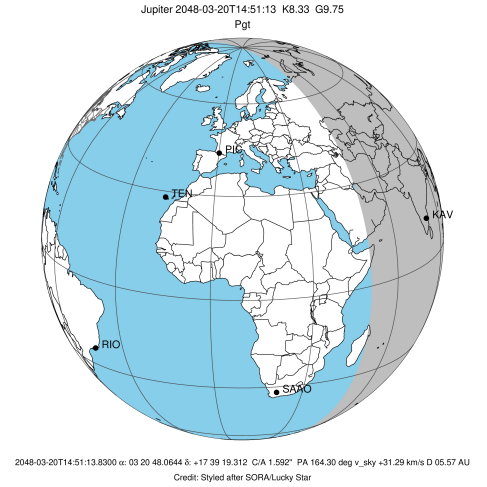 Jupiter 2048-03-20T14:51:13  K8.33  G9.75
Pgt
PIC
TEN
KAV
RIO
SAAO
2048-03-20T14:51:13.8300 α: 03 20 48.0644 δ: +17 39 19.312  C/A 1.592"  PA 164.30 deg v_sky +31.29 km/s D 05.57 AU
Credit: Styled after SORA/Lucky Star